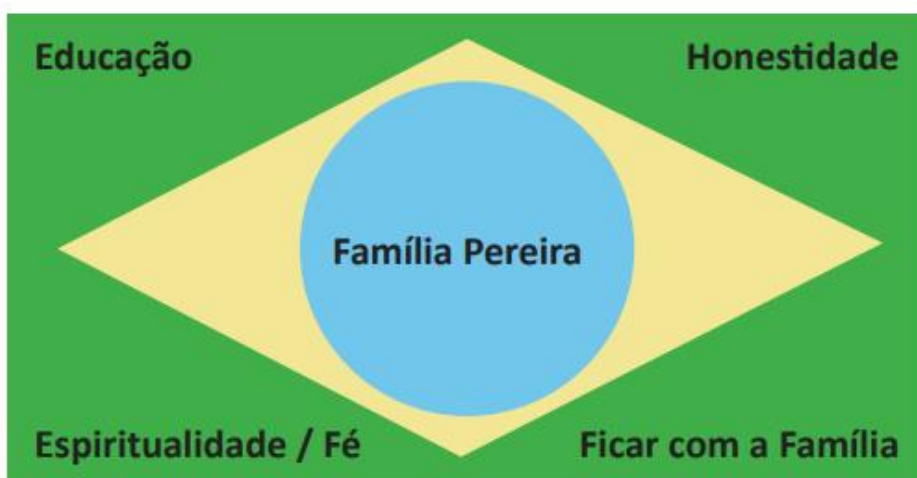 Educação
Honestidade
Família Pereira
Espiritualidade / Fé
Ficar com a Família